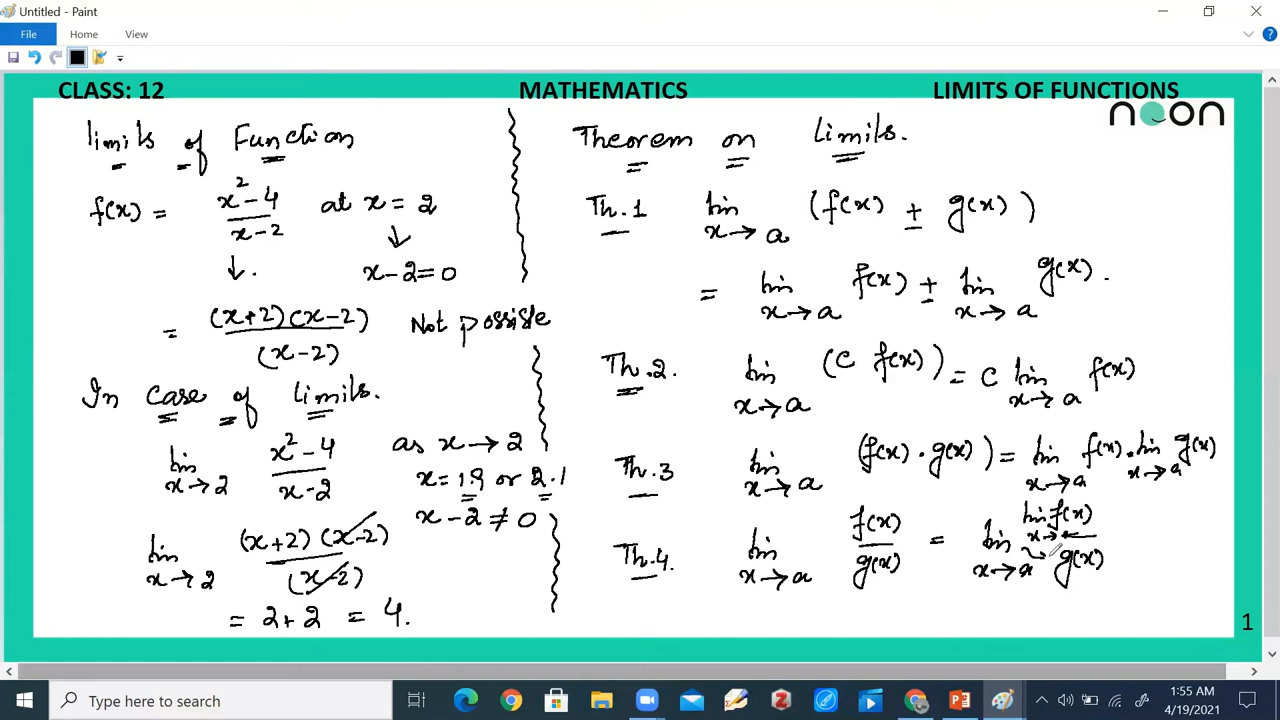 Untitled - Paint
File Home View
CLASS: 12 MATHEMATICS LIMITS OF FUNCTIONS
noon
limits of Function
f(x) = x² - 4 / x - 2 at x = 2
↓ x - 2 = 0
= (x+2)(x-2) / (x-2) Not possible
In case of limits.
lim x→2 x² - 4 / x - 2 as x → 2
x = 1.9 or 2.1
x - 2 ≠ 0
lim x→2 (x+2)(x-2) / (x-2)
= 2+2 = 4.
Theorem on limits.
Th.1 lim x→a (f(x) ± g(x))
= lim x→a f(x) ± lim x→a g(x).
Th.2. lim x→a (C f(x)) = C lim x→a f(x)
Th.3 lim x→a (f(x) · g(x)) = lim x→a f(x) · lim x→a g(x)
Th.4. lim x→a f(x) / g(x) = lim x→a lim x→ f(x) / g(x)
1
Type here to search
1:55 AM
4/19/2021